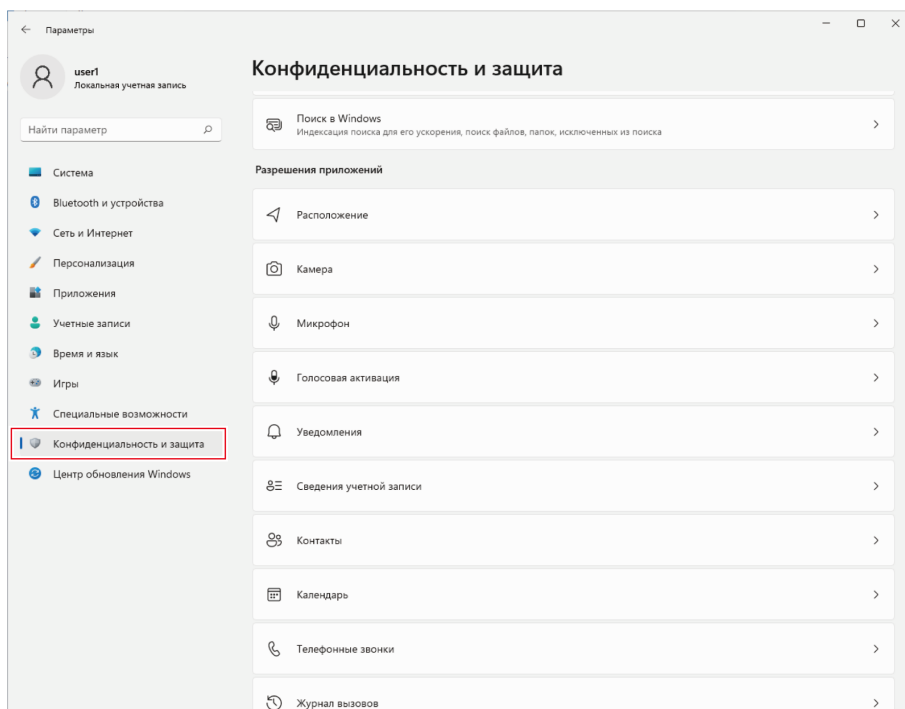 Параметры
user1
Локальная учетная запись
Найти параметр
Система
Bluetooth и устройства
Сеть и Интернет
Персонализация
Приложения
Учетные записи
Время и язык
Игры
Специальные возможности
Конфиденциальность и защита
Центр обновления Windows
Конфиденциальность и защита
Поиск в Windows
Индексация поиска для его ускорения, поиск файлов, папок, исключенных из поиска
Разрешения приложений
Расположение
Камера
Микрофон
Голосовая активация
Уведомления
Сведения учетной записи
Контакты
Календарь
Телефонные звонки
Журнал вызовов